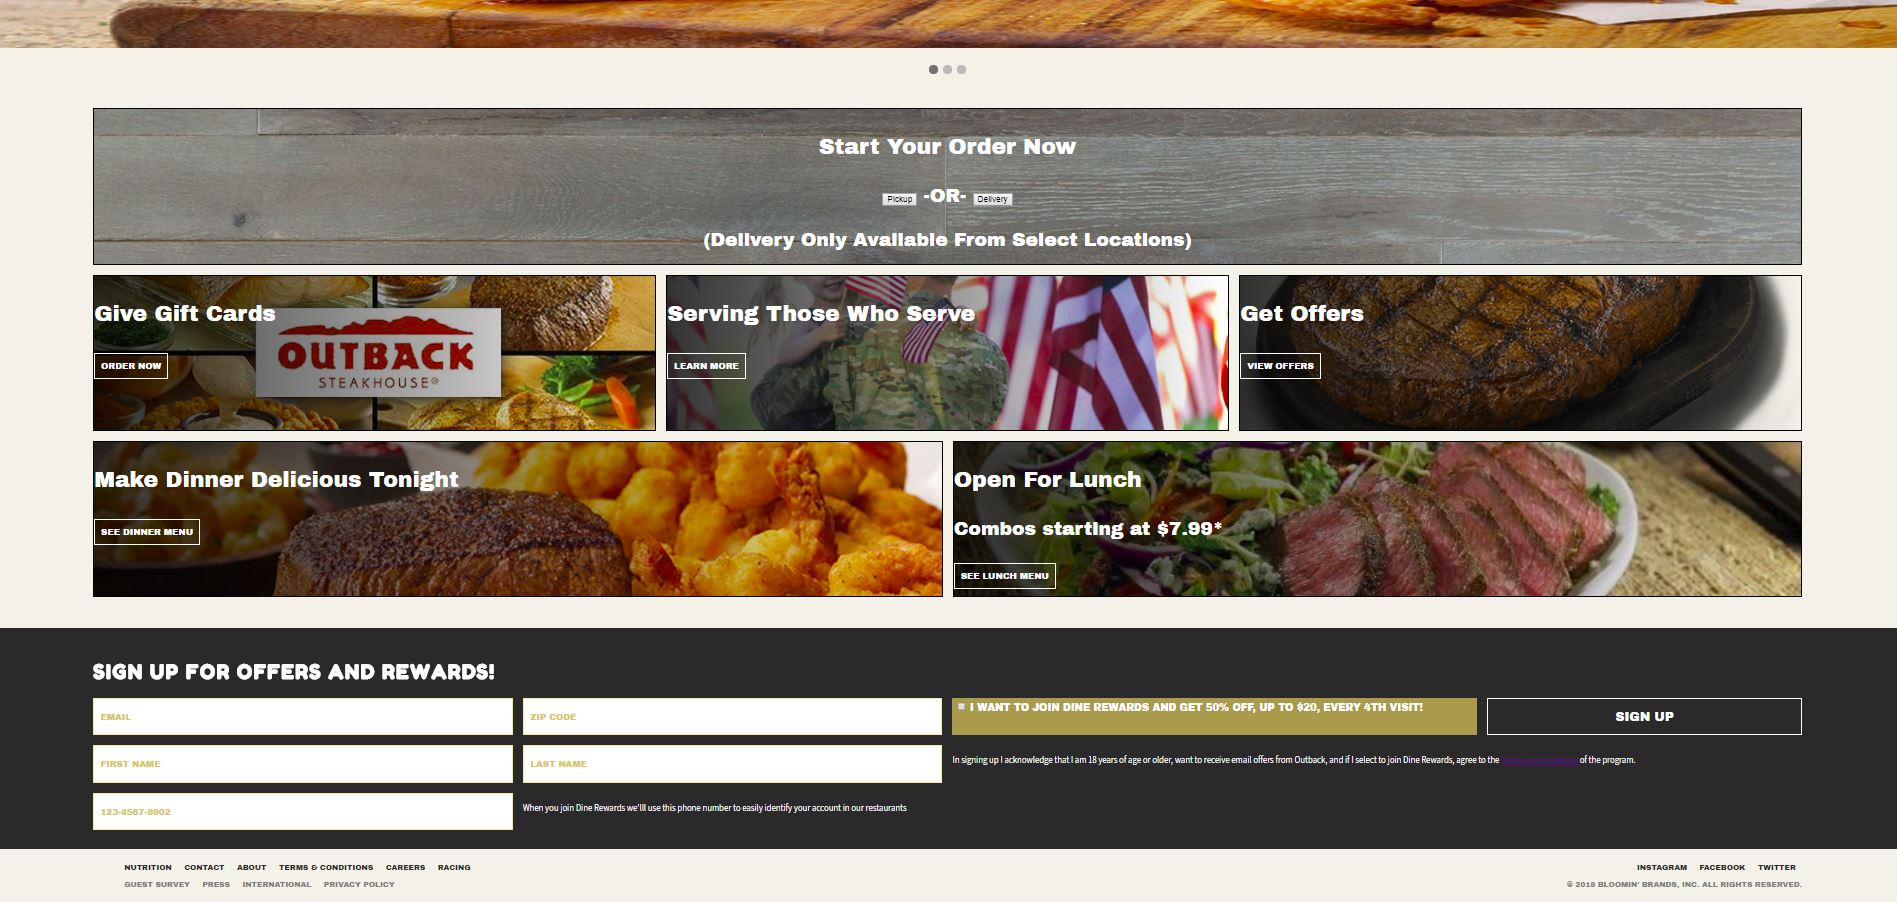 Start Your Order Now
Pickup -OR- Delivery
(Delivery Only Available From Select Locations)
Give Gift Cards
ORDER NOW
OUTBACK
STEAKHOUSE®
Serving Those Who Serve
LEARN MORE
Get Offers
VIEW OFFERS
Make Dinner Delicious Tonight
SEE DINNER MENU
Open For Lunch
Combos starting at $7.99*
SEE LUNCH MENU
SIGN UP FOR OFFERS AND REWARDS!
EMAIL
ZIP CODE
I WANT TO JOIN DINE REWARDS AND GET 50% OFF, UP TO $20, EVERY 4TH VISIT!
SIGN UP
FIRST NAME
LAST NAME
In signing up I acknowledge that I am 18 years of age or older, want to receive email offers from Outback, and if I select to join Dine Rewards, agree to the of the program.
123-4567-8902
When you join Dine Rewards we'lll use this phone number to easily identify your account in our restaurants
NUTRITION CONTACT ABOUT TERMS & CONDITIONS CAREERS RACING
GUEST SURVEY PRESS INTERNATIONAL PRIVACY POLICY
INSTAGRAM FACEBOOK TWITTER
© 2018 BLOOMIN' BRANDS, INC. ALL RIGHTS RESERVED.